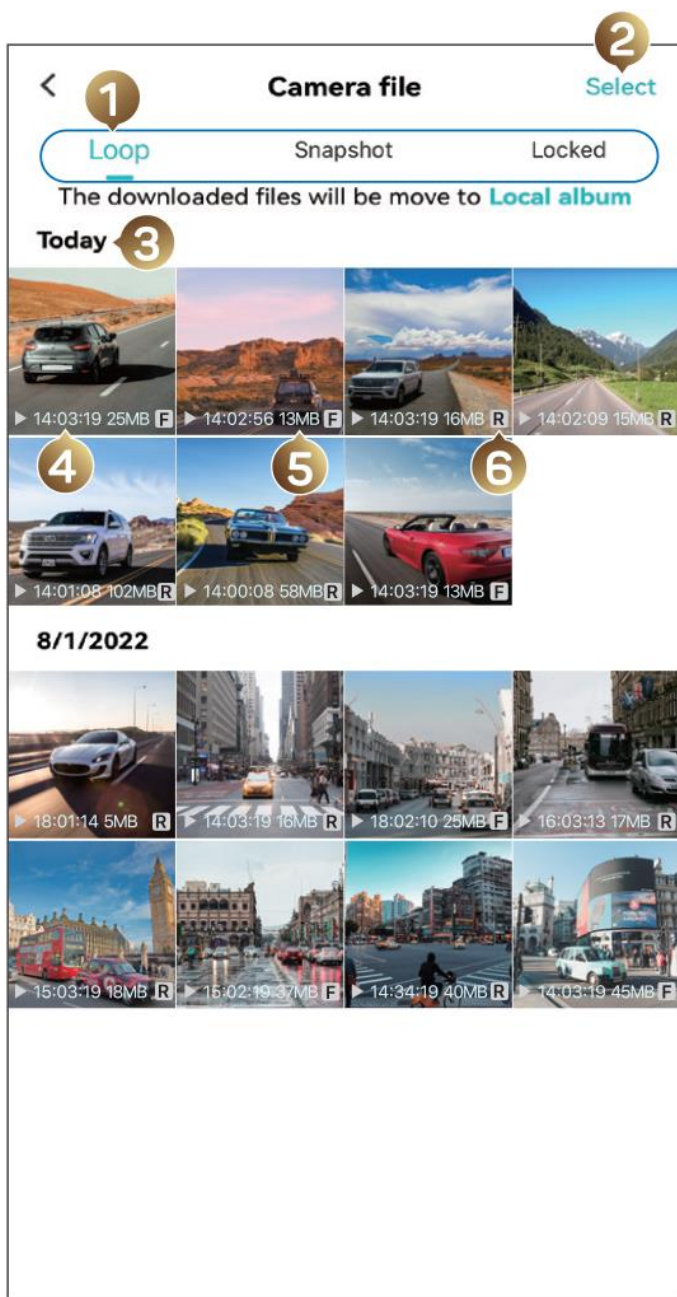 2
< Camera file Select
1
Loop Snapshot Locked
The downloaded files will be move to Local album
Today 3
14:03:19 25MB F 14:02:56 13MB F 14:03:19 16MB R 14:02:09 15MB R
4 5 6
14:01:08 102MB R 14:00:08 58MB R 14:03:19 13MB F
8/1/2022
18:01:14 5MB R 14:03:19 16MB R 18:02:10 25MB F 16:03:13 17MB R
15:03:19 18MB R 15:02:19 37MB F 14:34:19 40MB R 14:03:19 45MB F